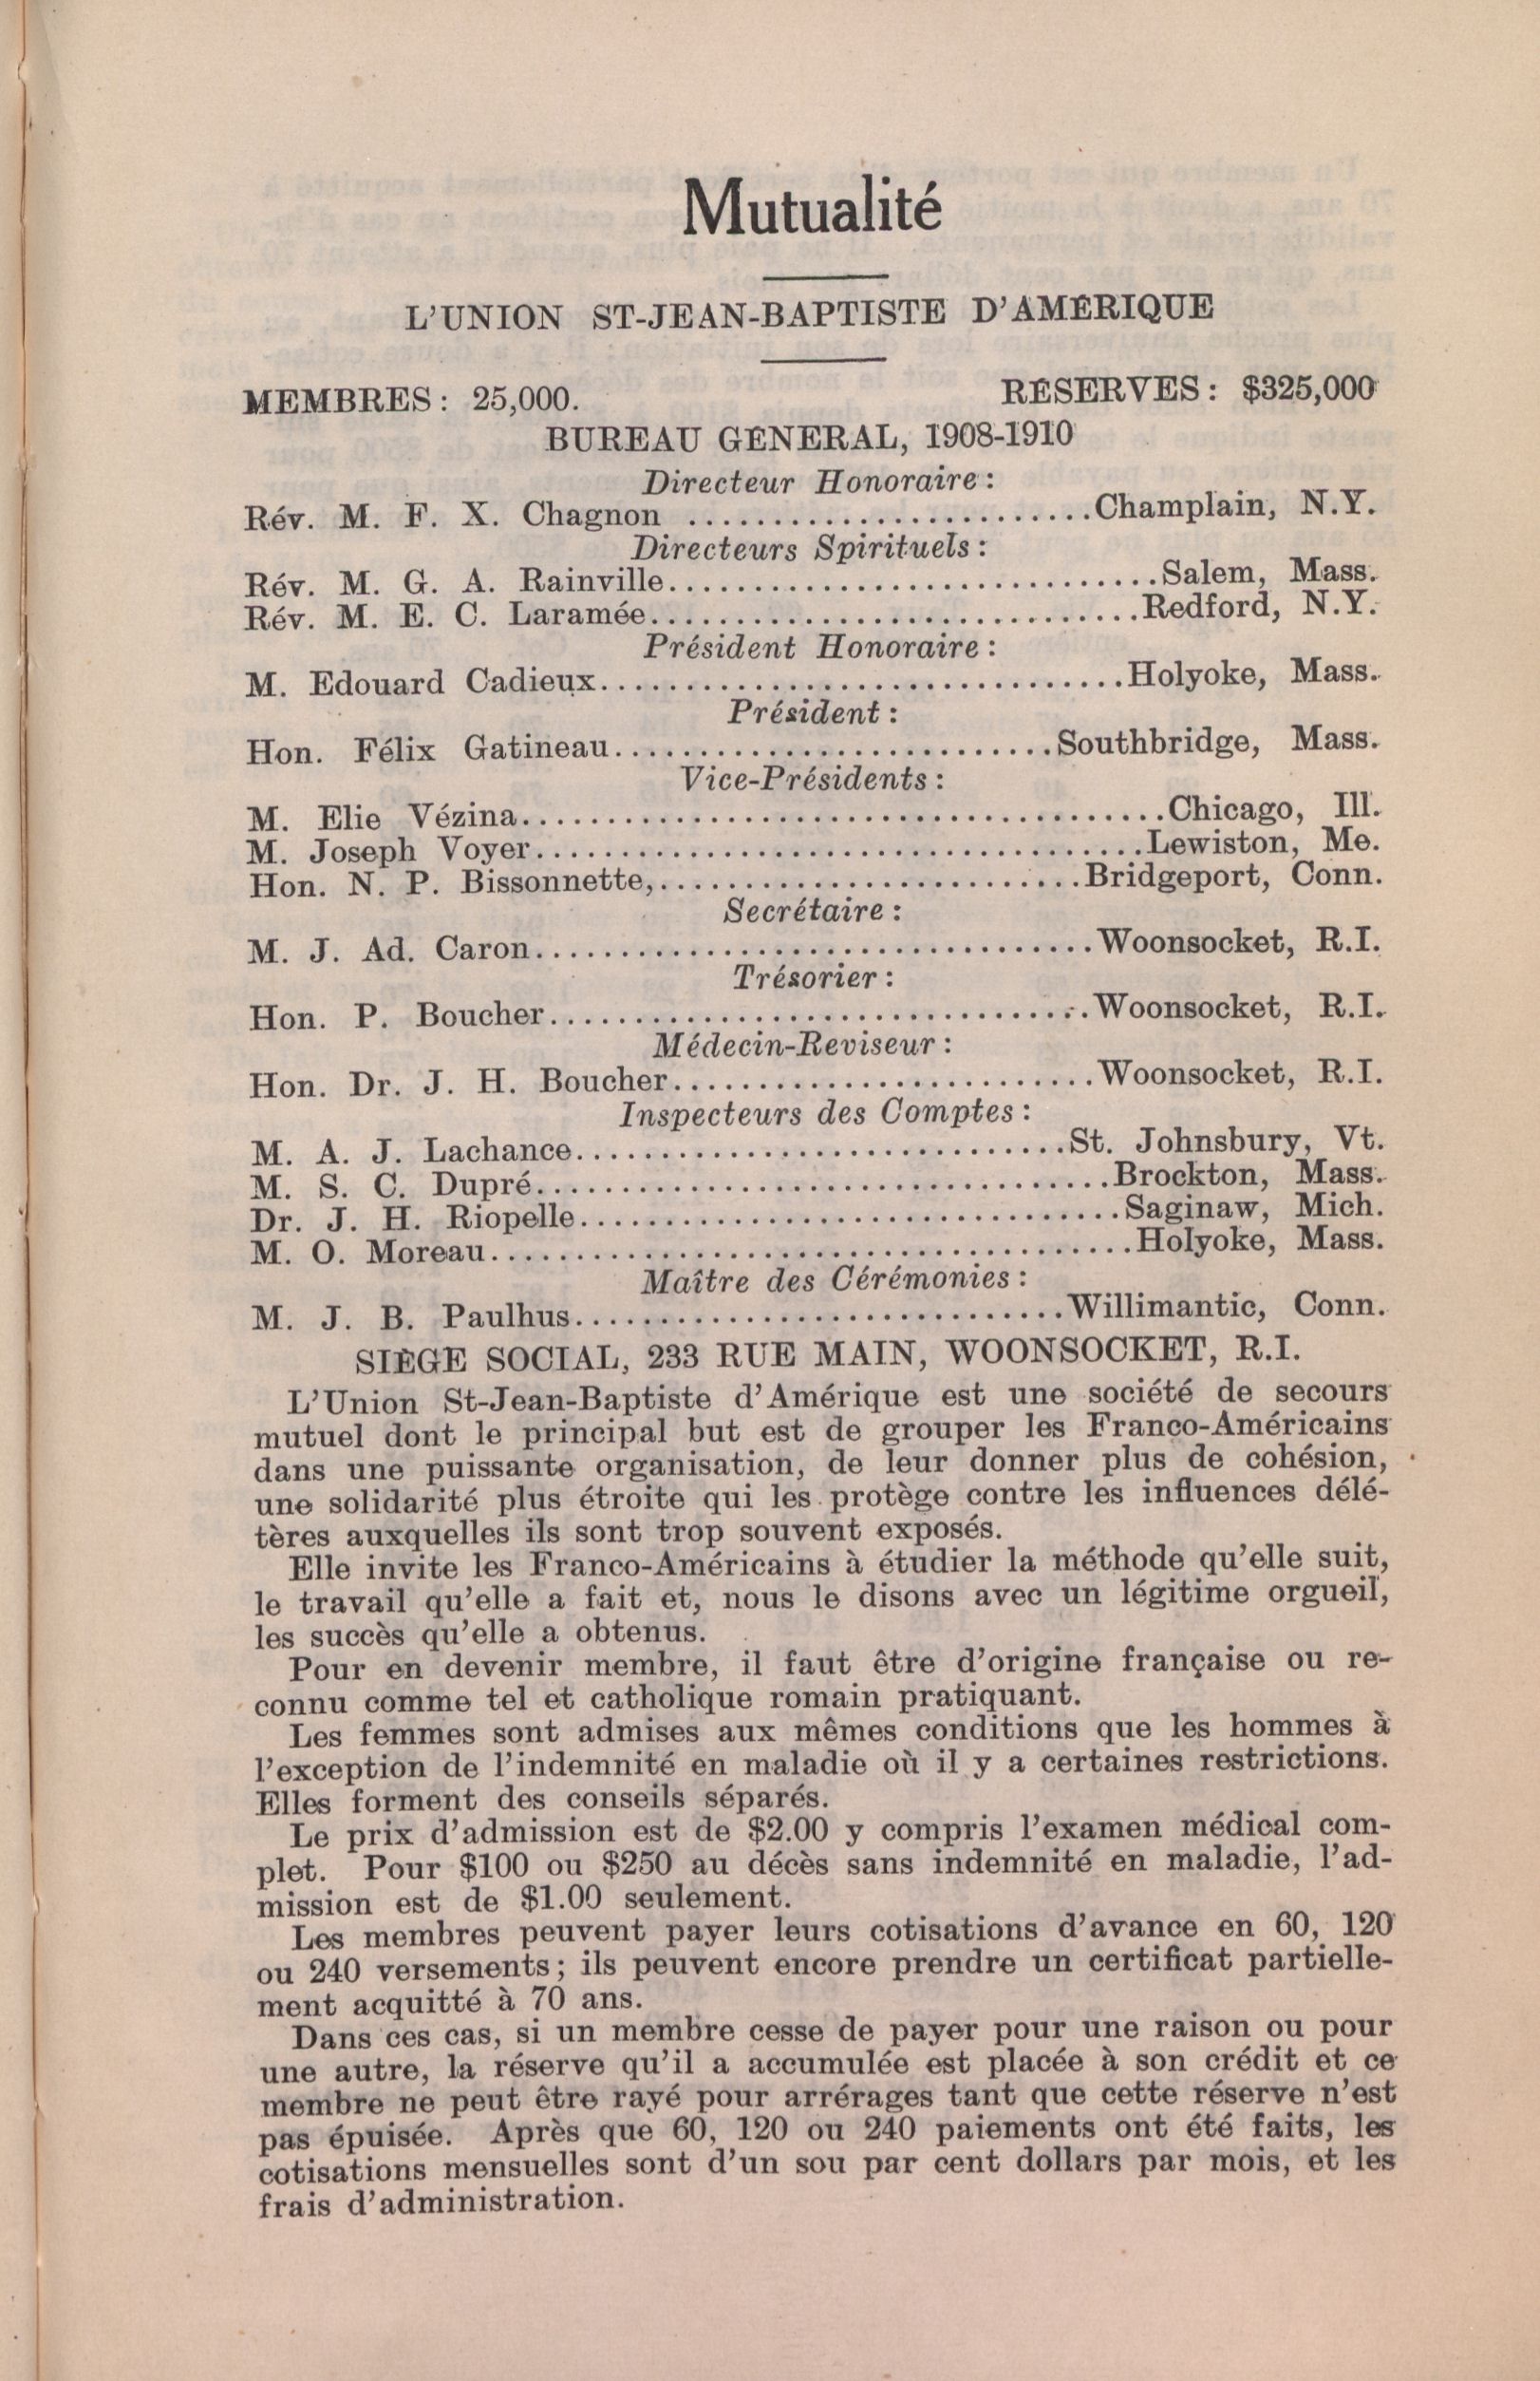 Mutualité
L'UNION ST-JEAN-BAPTISTE D'AMÉRIQUE
MEMBRES: 25,000. RÉSERVES: $325,000
BUREAU GÉNÉRAL, 1908-1910
Directeur Honoraire:
Rév. M. F. X. Chagnon ........................Champlain, N.Y.
Directeurs Spirituels:
Rév. M. G. A. Rainville.............................Salem, Mass.
Rév. M. E. C. Laramée.............................Redford, N.Y.
Président Honoraire:
M. Edouard Cadieux...............................Holyoke, Mass.
Président:
Hon. Félix Gatineau..........................Southbridge, Mass.
Vice-Présidents:
M. Elie Vézina......................................Chicago, Ill.
M. Joseph Voyer....................................Lewiston, Me.
Hon. N. P. Bissonnette,.........................Bridgeport, Conn.
Secrétaire:
M. J. Ad. Caron.................................Woonsocket, R.I.
Trésorier:
Hon. P. Boucher................................Woonsocket, R.I.
Médecin-Reviseur:
Hon. Dr. J. H. Boucher.........................Woonsocket, R.I.
Inspecteurs des Comptes:
M. A. J. Lachance.............................St. Johnsbury, Vt.
M. S. C. Dupré..................................Brockton, Mass.
Dr. J. H. Riopelle................................Saginaw, Mich.
M. O. Moreau......................................Holyoke, Mass.
Maître des Cérémonies:
M. J. B. Paulhus.............................Willimantic, Conn.
SIÈGE SOCIAL, 233 RUE MAIN, WOONSOCKET, R.I.
L'Union St-Jean-Baptiste d'Amérique est une société de secours
mutuel dont le principal but est de grouper les Franco-Américains
dans une puissante organisation, de leur donner plus de cohésion,
une solidarité plus étroite qui les protège contre les influences délé-
tères auxquelles ils sont trop souvent exposés.
Elle invite les Franco-Américains à étudier la méthode qu'elle suit,
le travail qu'elle a fait et, nous le disons avec un légitime orgueil,
les succès qu'elle a obtenus.
Pour en devenir membre, il faut être d'origine française ou re-
connu comme tel et catholique romain pratiquant.
Les femmes sont admises aux mêmes conditions que les hommes à
l'exception de l'indemnité en maladie où il y a certaines restrictions.
Elles forment des conseils séparés.
Le prix d'admission est de $2.00 y compris l'examen médical com-
plet. Pour $100 ou $250 au décès sans indemnité en maladie, l'ad-
mission est de $1.00 seulement.
Les membres peuvent payer leurs cotisations d'avance en 60, 120
ou 240 versements; ils peuvent encore prendre un certificat partielle-
ment acquitté à 70 ans.
Dans ces cas, si un membre cesse de payer pour une raison ou pour
une autre, la réserve qu'il a accumulée est placée à son crédit et ce
membre ne peut être rayé pour arrérages tant que cette réserve n'est
pas épuisée. Après que 60, 120 ou 240 paiements ont été faits, les
cotisations mensuelles sont d'un sou par cent dollars par mois, et les
frais d'administration.